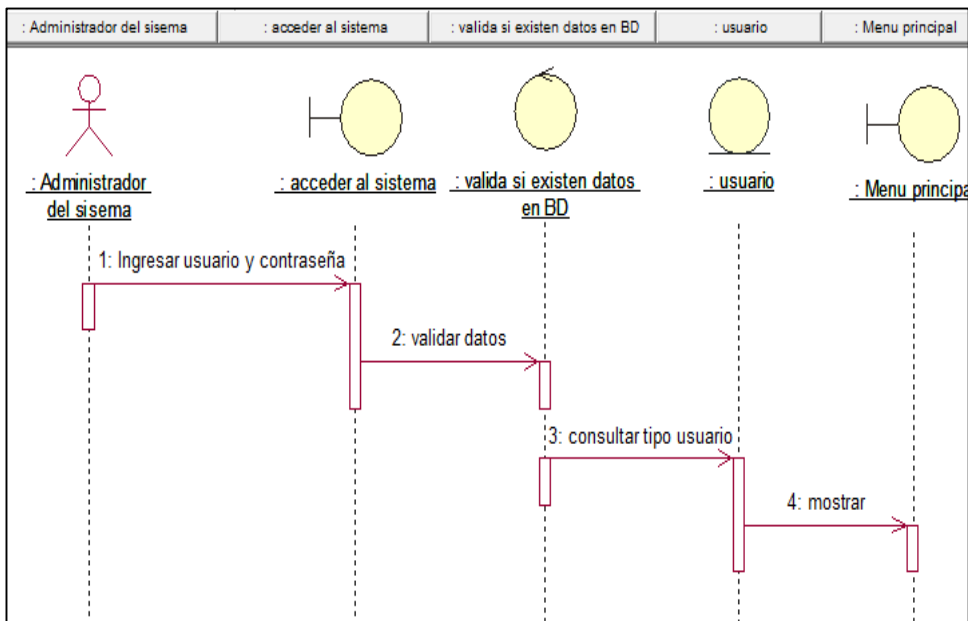 : Administrador del sisema
: acceder al sistema
: valida si existen datos en BD
: usuario
: Menu principal
: Administrador
del sisema
: acceder al sistema
: valida si existen datos
en BD
: usuario
: Menu principal
1: Ingresar usuario y contraseña
2: validar datos
3: consultar tipo usuario
4: mostrar